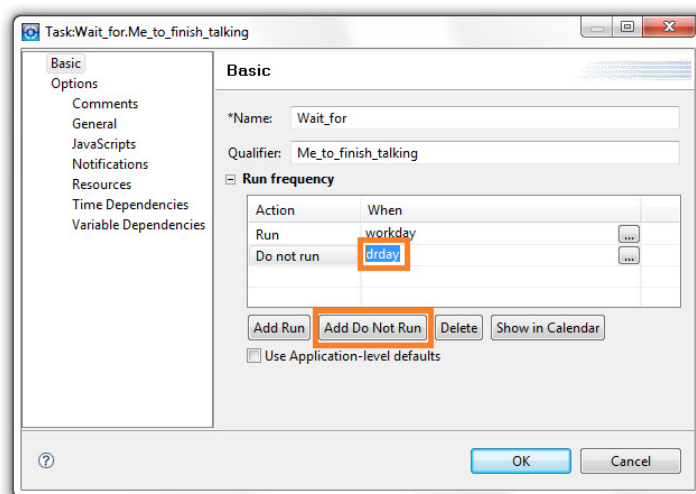 Task:Wait_for.Me_to_finish_talking
Basic
Options
Comments
General
JavaScripts
Notifications
Resources
Time Dependencies
Variable Dependencies
Basic
*Name: Wait_for
Qualifier: Me_to_finish_talking
Run frequency
Action When
Run workday ...
Do not run drday ...
Add Run Add Do Not Run Delete Show in Calendar
Use Application-level defaults
? OK Cancel